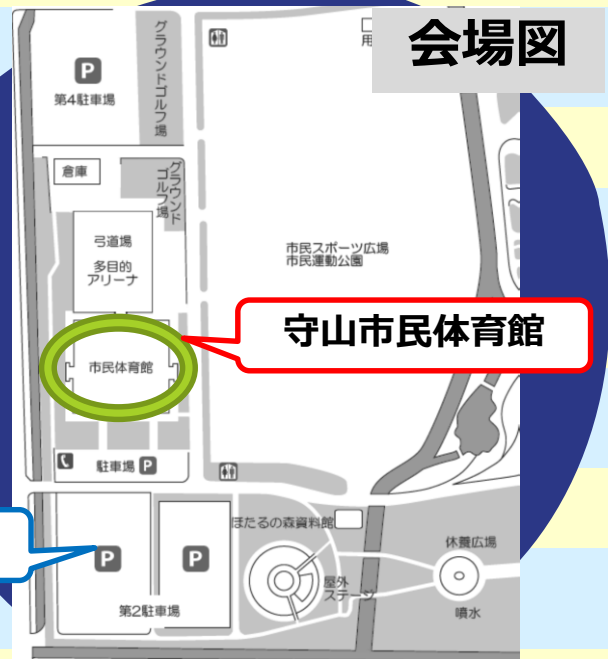 会場図
用
P
第4駐車場
グラウンドゴルフ場
倉庫
グラウンド
ゴルフ場
弓道場
多目的
アリーナ
市民スポーツ広場
市民運動公園
守山市民体育館
市民体育館
駐車場 P
ほたるの森資料館
休養広場
P
P
屋外
ステージ
第2駐車場
噴水